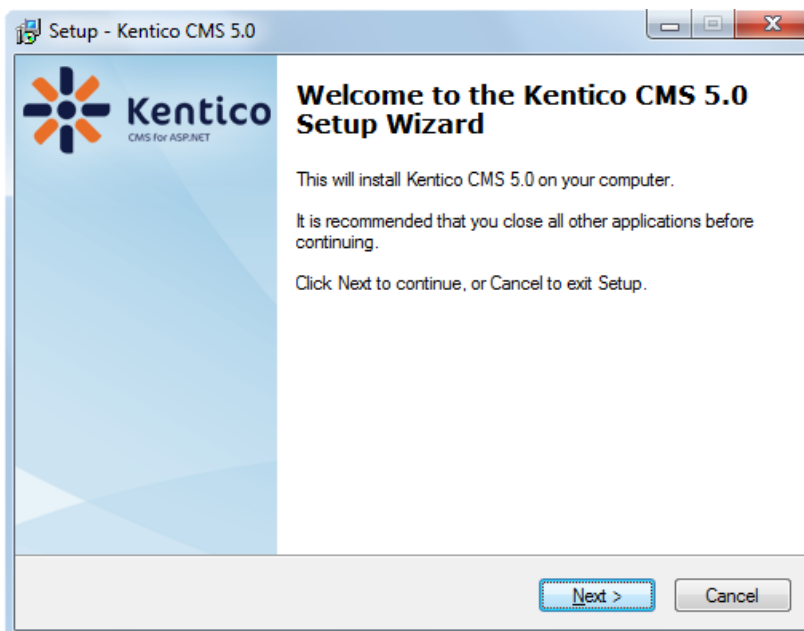 Setup - Kentico CMS 5.0
Kentico
CMS for ASP.NET
Welcome to the Kentico CMS 5.0
Setup Wizard
This will install Kentico CMS 5.0 on your computer.
It is recommended that you close all other applications before
continuing.
Click Next to continue, or Cancel to exit Setup.
Next >
Cancel